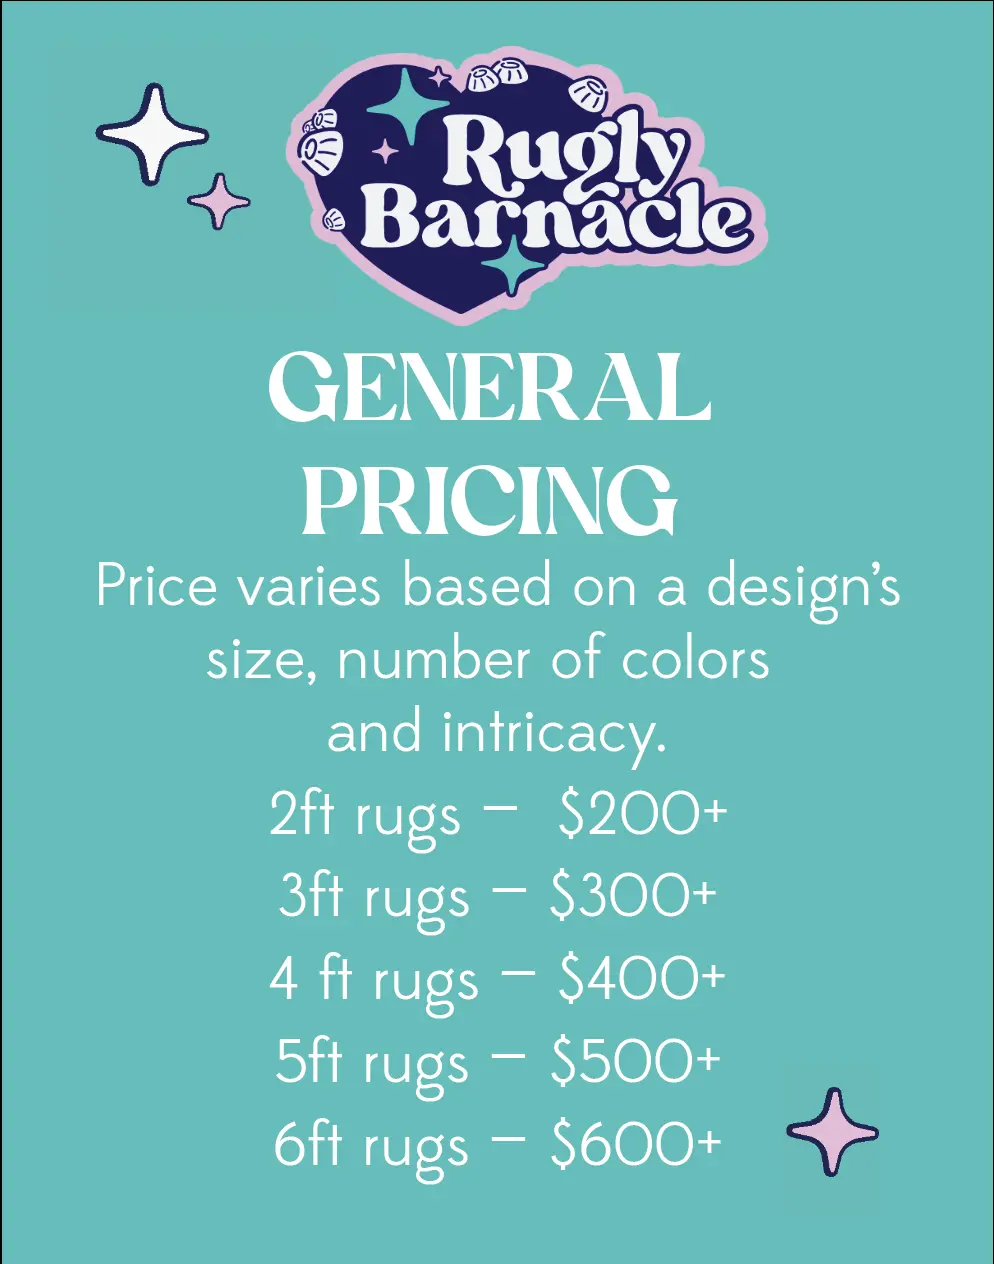 Rugly
Barnacle
GENERAL
PRICING
Price varies based on a design’s
size, number of colors
and intricacy.
2ft rugs – $200+
3ft rugs – $300+
4 ft rugs – $400+
5ft rugs – $500+
6ft rugs – $600+